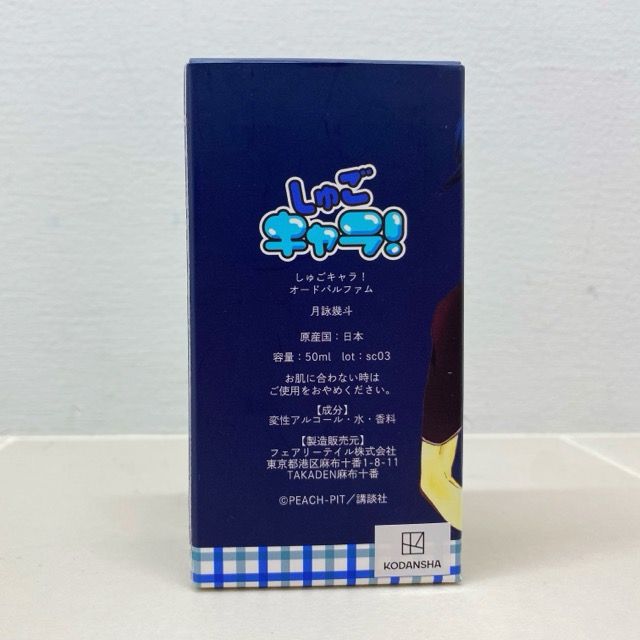 しゅご
キャラ!
しゅごキャラ!
オードパルファム
月詠幾斗
原産国:日本
容量:50ml lot:sc03
お肌に合わない時は
ご使用をおやめください。
【成分】
変性アルコール・水・香料
【製造販売元】
フェアリーテイル株式会社
東京都港区麻布十番1-8-11
TAKADEN麻布十番
©PEACH-PIT/講談社
KODANSHA